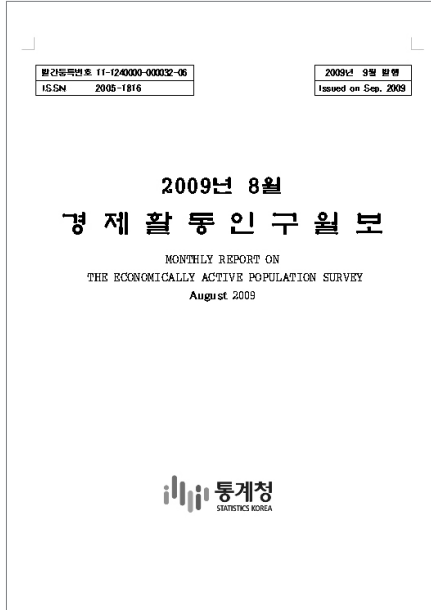 발간등록번호 11-1240000-000032-06
ISSN 2005-1816
2009년 9월 발행
Issued on Sep. 2009
2009년 8월
경제활동인구월보
MONTHLY REPORT ON
THE ECONOMICALLY ACTIVE POPULATION SURVEY
August 2009
통계청
STATISTICS KOREA